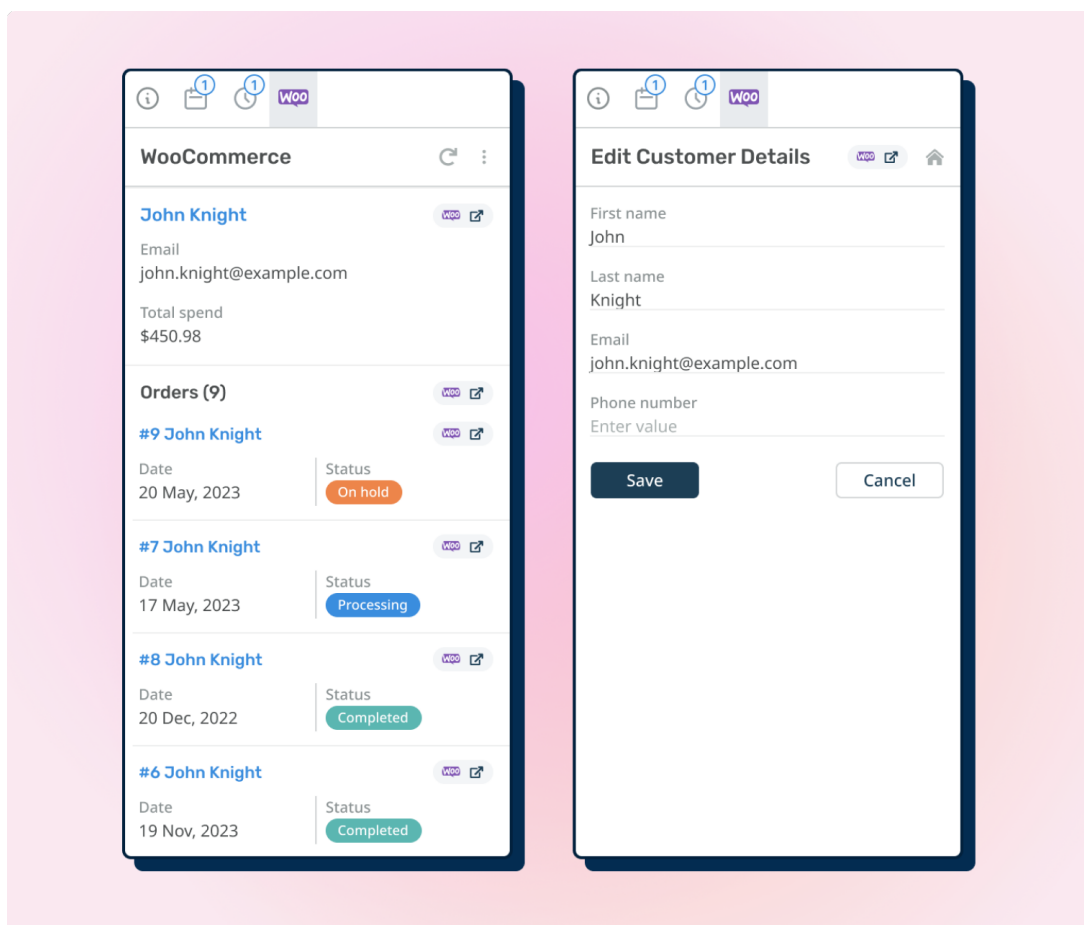 1 1 WOO
WooCommerce
John Knight WOO
Email
john.knight@example.com
Total spend
$450.98
Orders (9) WOO
#9 John Knight WOO
Date Status
20 May, 2023 On hold
#7 John Knight WOO
Date Status
17 May, 2023 Processing
#8 John Knight WOO
Date Status
20 Dec, 2022 Completed
#6 John Knight WOO
Date Status
19 Nov, 2023 Completed
1 1 WOO
Edit Customer Details WOO
First name
John
Last name
Knight
Email
john.knight@example.com
Phone number
Enter value
Save Cancel